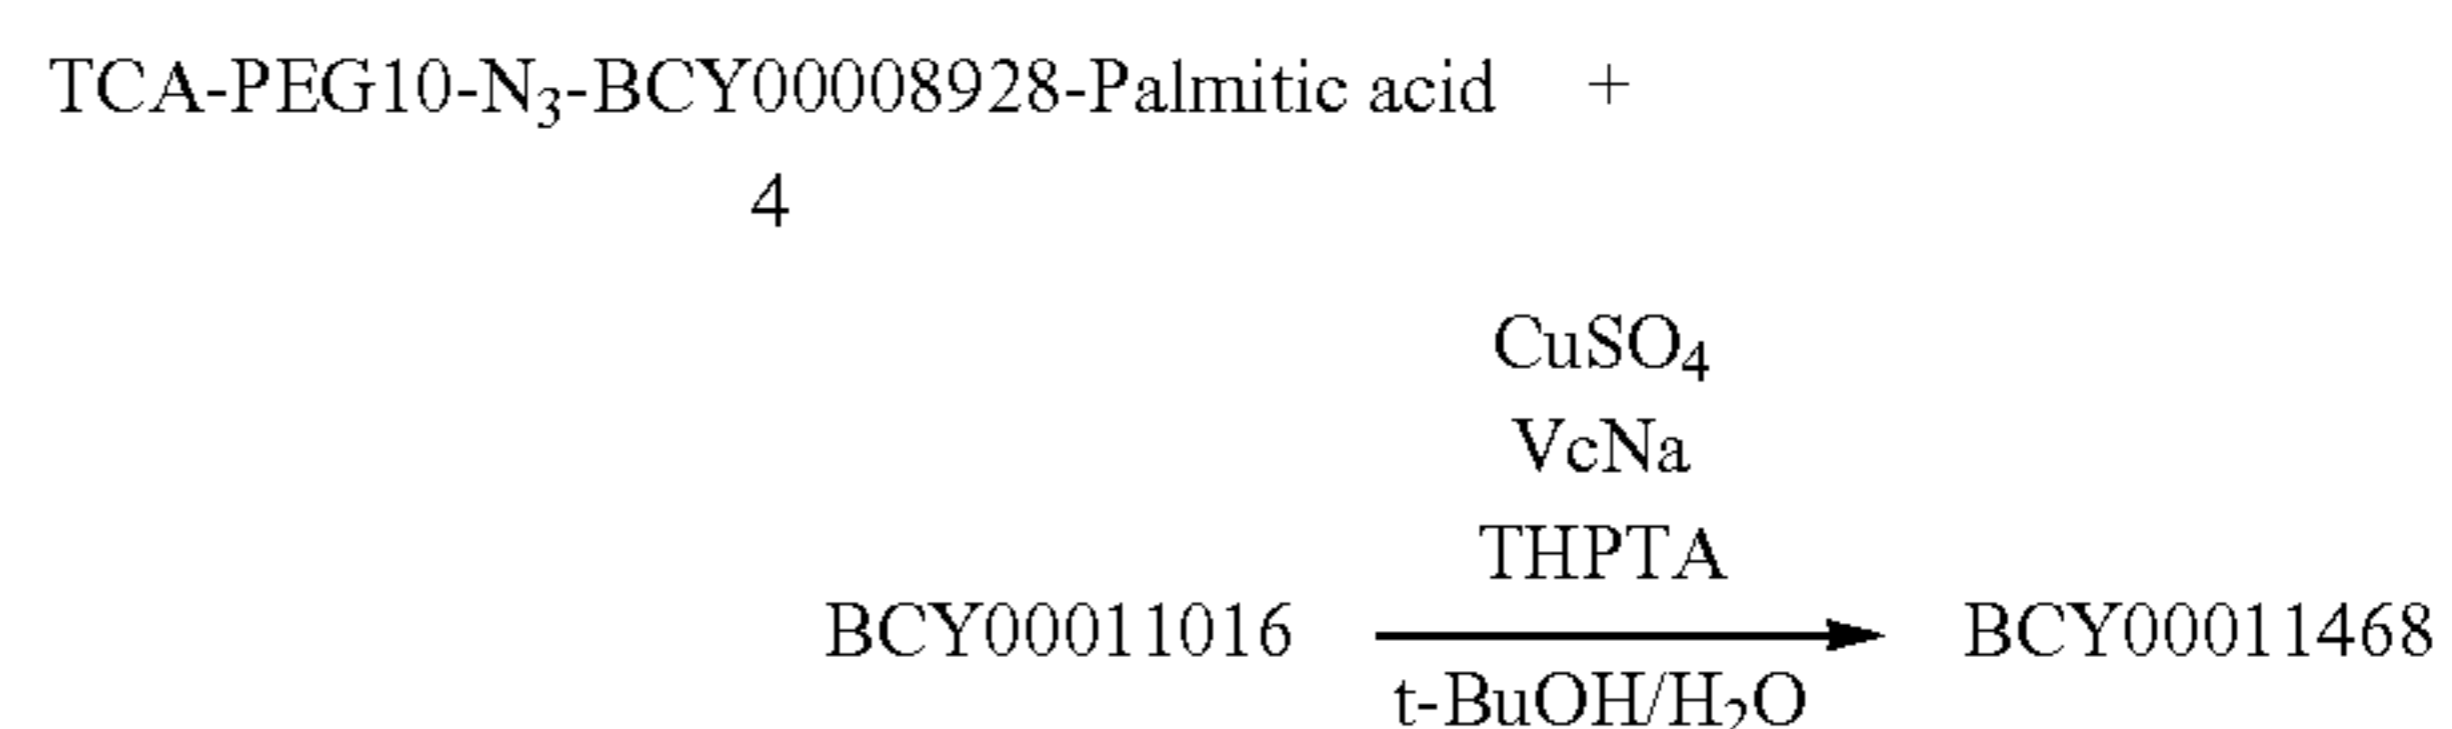 TCA-PEG10-N₃-BCY00008928-Palmitic acid +
4
CuSO₄
VcNa
THPTA
BCY00011016 BCY00011468
t-BuOH/H₂O